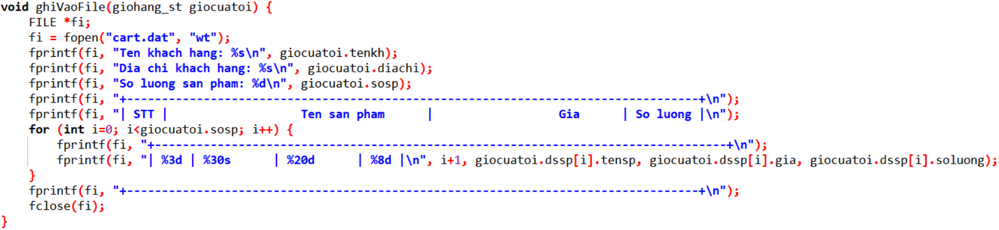 void ghiVaoFile(giohang_st giocuatoi) {
    FILE *fi;
    fi = fopen("cart.dat", "wt");
    fprintf(fi, "Ten khach hang: %s\n", giocuatoi.tenkh);
    fprintf(fi, "Dia chi khach hang: %s\n", giocuatoi.diachi);
    fprintf(fi, "So luong san pham: %d\n", giocuatoi.sosp);
    fprintf(fi, "+----------------------------------------------------------------------------------+\n");
    fprintf(fi, "| STT |                   Ten san pham      |                  Gia      | So luong |\n");
    for (int i=0; i<giocuatoi.sosp; i++) {
        fprintf(fi, "+----------------------------------------------------------------------------------+\n");
        fprintf(fi, "| %3d | %30s      | %20d      | %8d |\n", i+1, giocuatoi.dssp[i].tensp, giocuatoi.dssp[i].gia, giocuatoi.dssp[i].soluong);
    }
    fprintf(fi, "+----------------------------------------------------------------------------------+\n");
    fclose(fi);
}